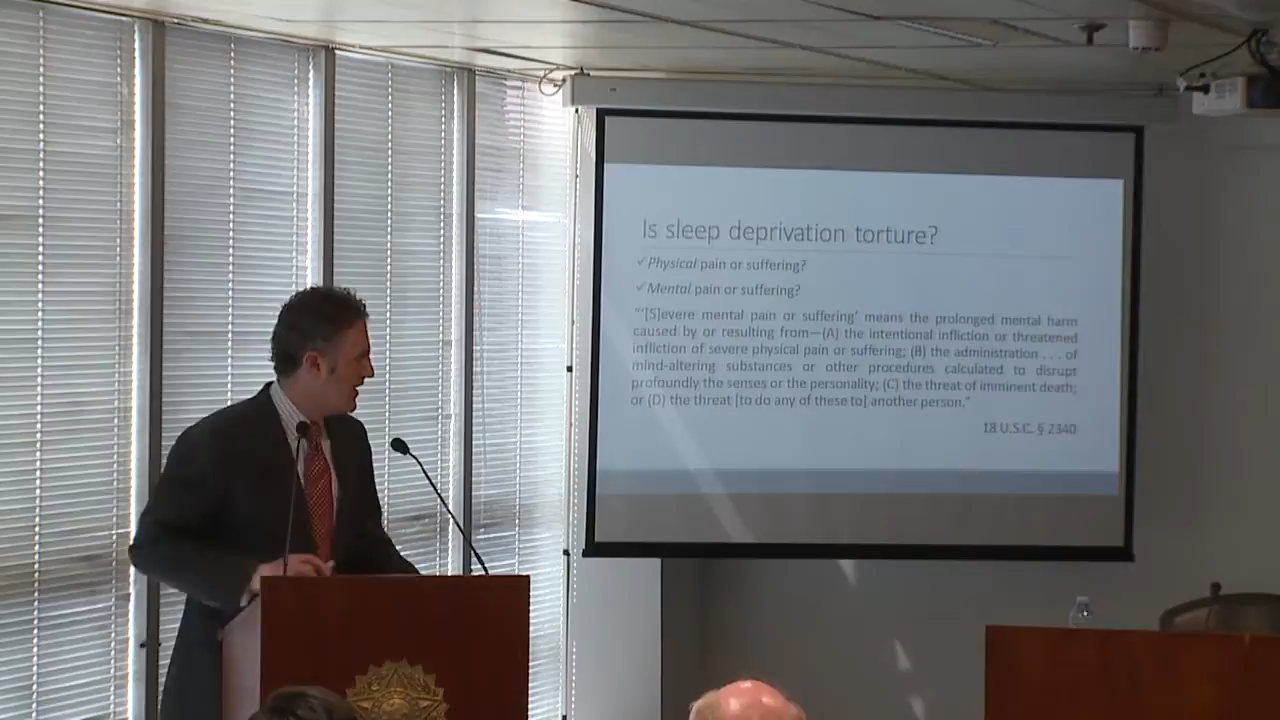 Is sleep deprivation torture?
✓Physical pain or suffering?
✓Mental pain or suffering?
"'[S]evere mental pain or suffering' means the prolonged mental harm
caused by or resulting from—(A) the intentional infliction or threatened
infliction of severe physical pain or suffering; (B) the administration . . . of
mind-altering substances or other procedures calculated to disrupt
profoundly the senses or the personality; (C) the threat of imminent death;
or (D) the threat [to do any of these to] another person."
18 U.S.C. § 2340